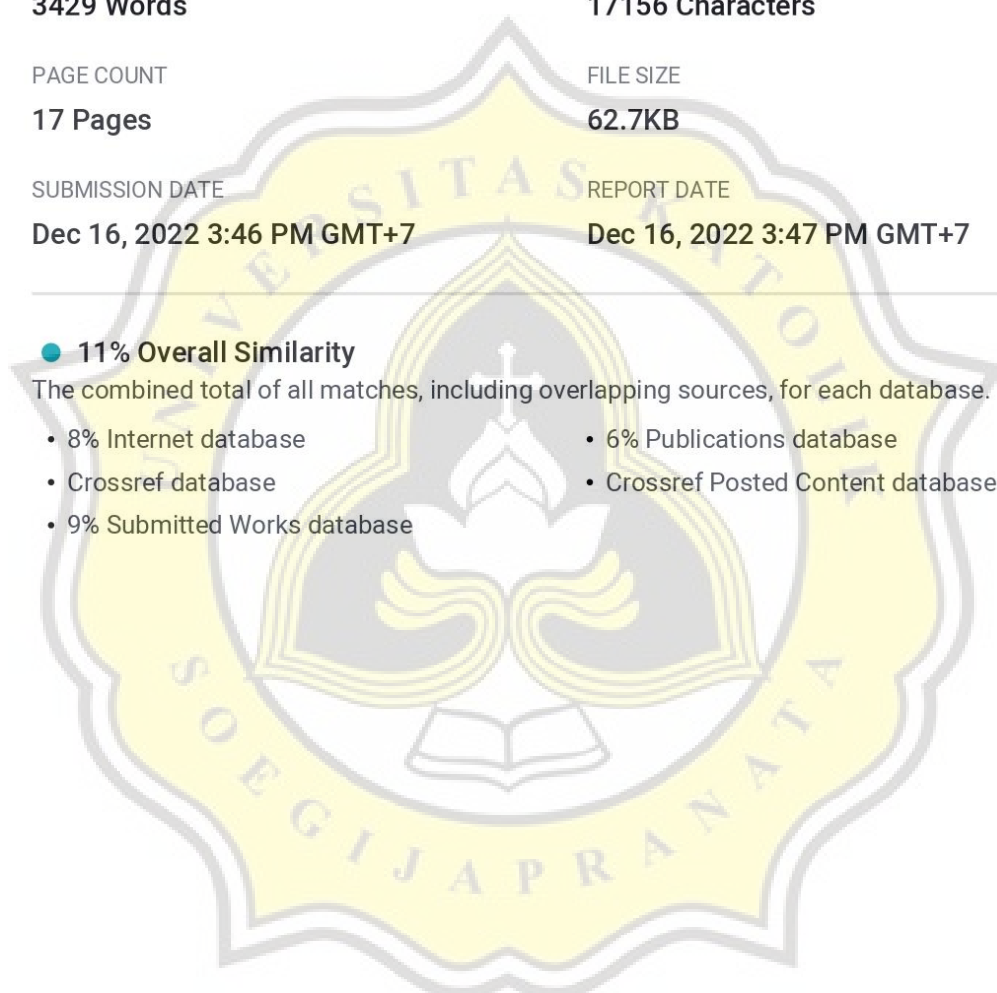 3429 Words 17156 Characters
PAGE COUNT FILE SIZE
17 Pages 62.7KB
SUBMISSION DATE REPORT DATE
Dec 16, 2022 3:46 PM GMT+7 Dec 16, 2022 3:47 PM GMT+7
11% Overall Similarity
The combined total of all matches, including overlapping sources, for each database.
• 8% Internet database • 6% Publications database
• Crossref database • Crossref Posted Content database
• 9% Submitted Works database
UNIVERSITAS KATOLIK
SOEGIJAPRANATA